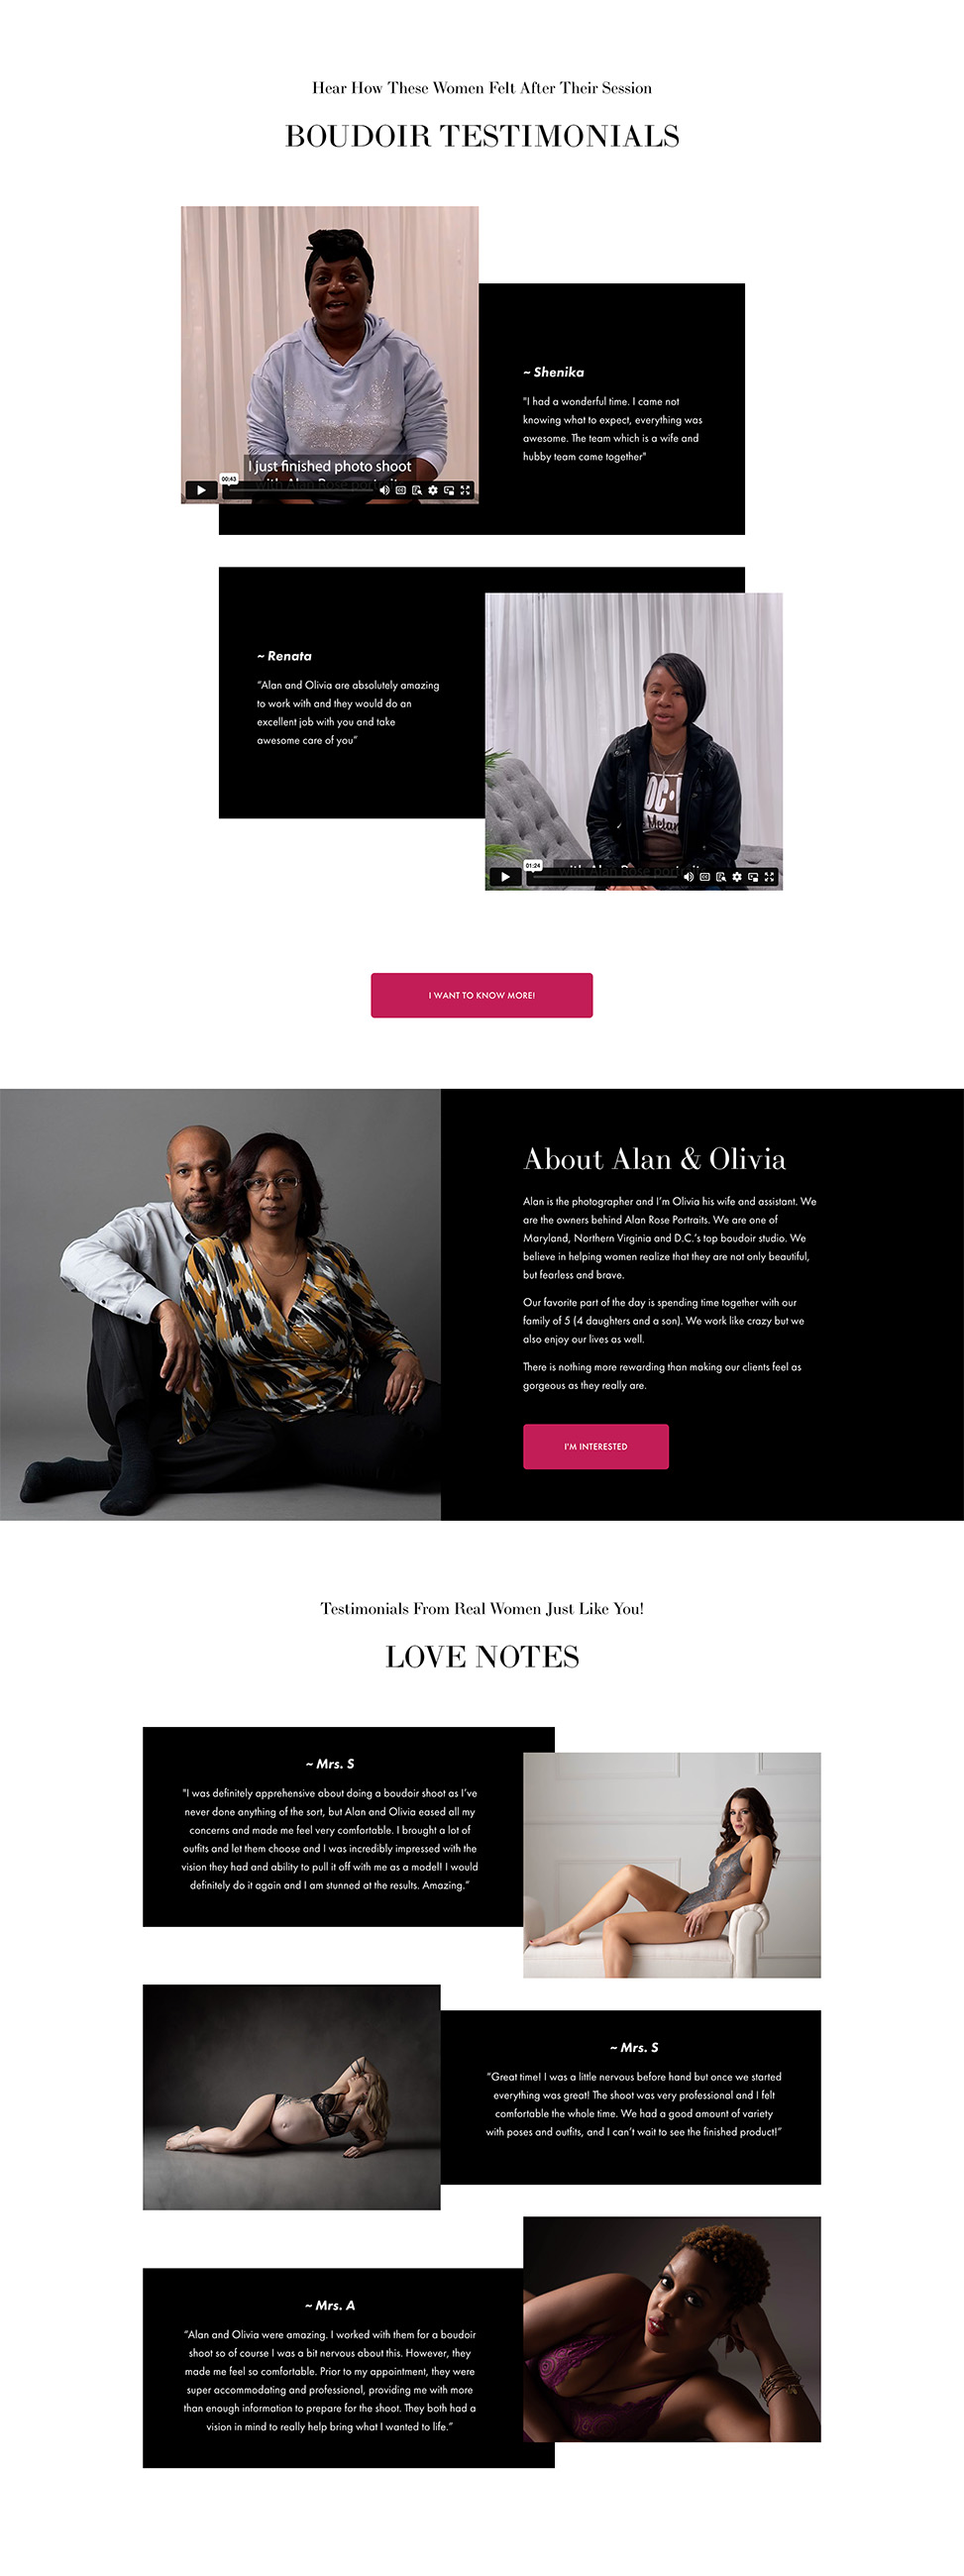 Hear How These Women Felt After Their Session
BOUDOIR TESTIMONIALS
I just finished photo shoot
with Alan Rose portraits
00:43
~ Shenika
"I had a wonderful time. I came not
knowing what to expect, everything was
awesome. The team which is a wife and
hubby team came together"
~ Renata
“Alan and Olivia are absolutely amazing
to work with and they would do an
excellent job with you and take
awesome care of you”
with Alan Rose portraits
01:24
I WANT TO KNOW MORE!
About Alan & Olivia
Alan is the photographer and I’m Olivia his wife and assistant. We
are the owners behind Alan Rose Portraits. We are one of
Maryland, Northern Virginia and D.C.’s top boudoir studio. We
believe in helping women realize that they are not only beautiful,
but fearless and brave.
Our favorite part of the day is spending time together with our
family of 5 (4 daughters and a son). We work like crazy but we
also enjoy our lives as well.
There is nothing more rewarding than making our clients feel as
gorgeous as they really are.
I'M INTERESTED
Testimonials From Real Women Just Like You!
LOVE NOTES
~ Mrs. S
"I was definitely apprehensive about doing a boudoir shoot as I’ve
never done anything of the sort, but Alan and Olivia eased all my
concerns and made me feel very comfortable. I brought a lot of
outfits and let them choose and I was incredibly impressed with the
vision they had and ability to pull it off with me as a model! I would
definitely do it again and I am stunned at the results. Amazing.”
~ Mrs. S
“Great time! I was a little nervous before hand but once we started
everything was great! The shoot was very professional and I felt
comfortable the whole time. We had a good amount of variety
with poses and outfits, and I can’t wait to see the finished product!”
~ Mrs. A
“Alan and Olivia were amazing. I worked with them for a boudoir
shoot so of course I was a bit nervous about this. However, they
made me feel so comfortable. Prior to my appointment, they were
super accommodating and professional, providing me with more
than enough information to prepare for the shoot. They both had a
vision in mind to really help bring what I wanted to life.”